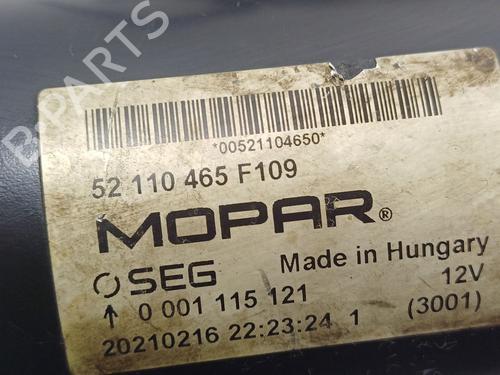 B-PARTS
*00521104650*
52 110 465 F109
MOPAR®
SEG Made in Hungary
↑ 0 001 115 121 12V
20210216 22:23:24 1 (3001)